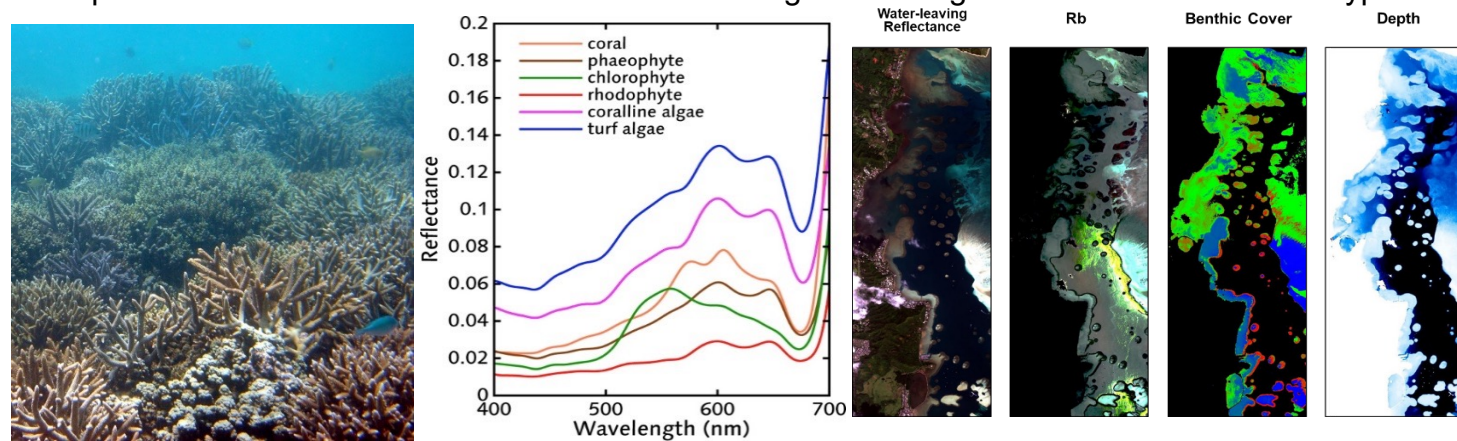 Water-leaving
Reflectance
Rb
Benthic Cover
Depth
0.2
0.18
0.16
0.14
0.12
0.1
0.08
0.06
0.04
0.02
0
Reflectance
coral
phaeophyte
chlorophyte
rhodophyte
coralline algae
turf algae
400
500
600
700
Wavelength (nm)